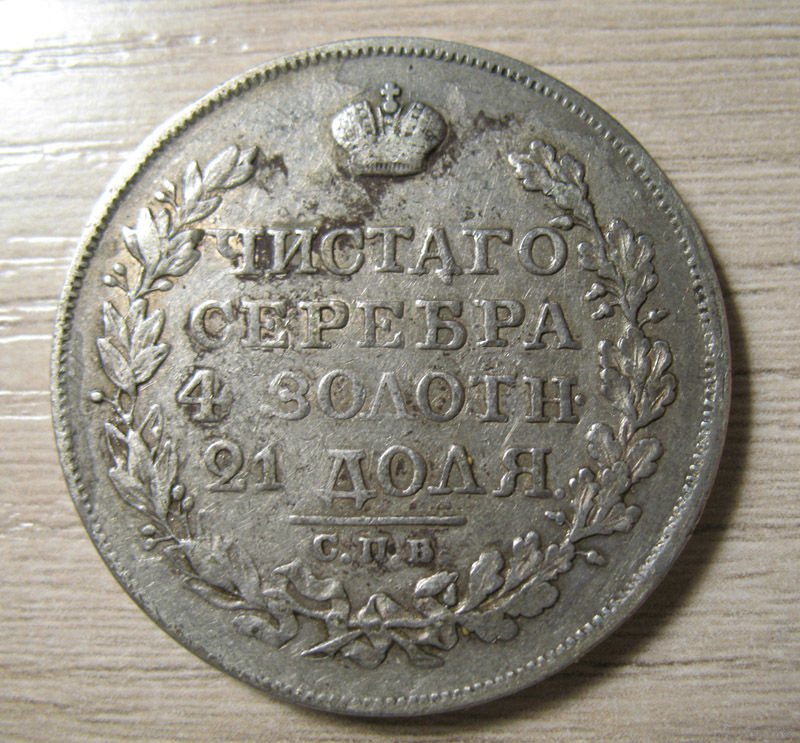 ЧИСТАГО
СЕРЕБРА
4 ЗОЛОТН.
21 ДОЛЯ.
С.П.В